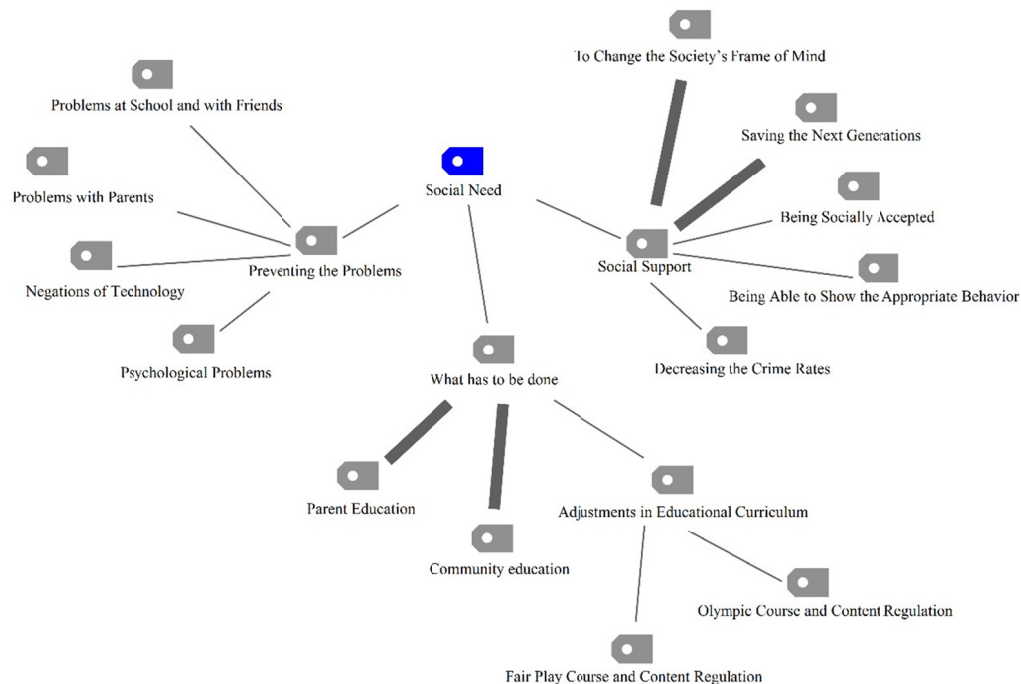 To Change the Society's Frame of Mind
Problems at School and with Friends
Saving the Next Generations
Problems with Parents
Social Need
Being Socially Accepted
Preventing the Problems
Social Support
Negations of Technology
Being Able to Show the Appropriate Behavior
Psychological Problems
What has to be done
Decreasing the Crime Rates
Parent Education
Adjustments in Educational Curriculum
Community education
Olympic Course and Content Regulation
Fair Play Course and Content Regulation